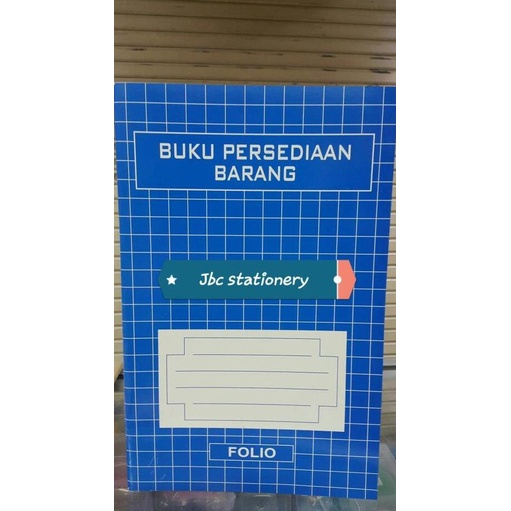 BUKU PERSEDIAAN
BARANG
Jbc stationery
FOLIO